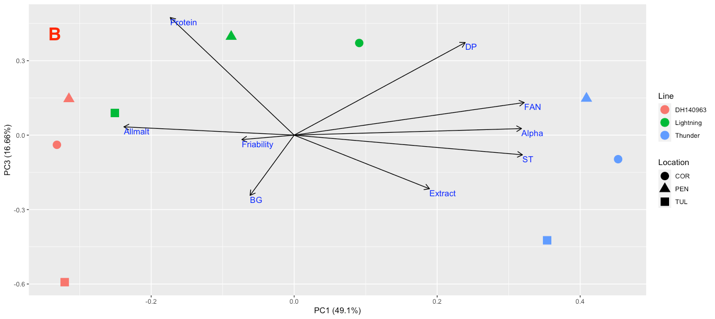 B
Protein
DP
FAN
Allmalt
Alpha
Friability
ST
Extract
BG
0.3
0.0
-0.3
-0.6
PC3 (16.66%)
-0.2
0.0
0.2
0.4
PC1 (49.1%)
Line
DH140963
Lightning
Thunder
Location
COR
PEN
TUL